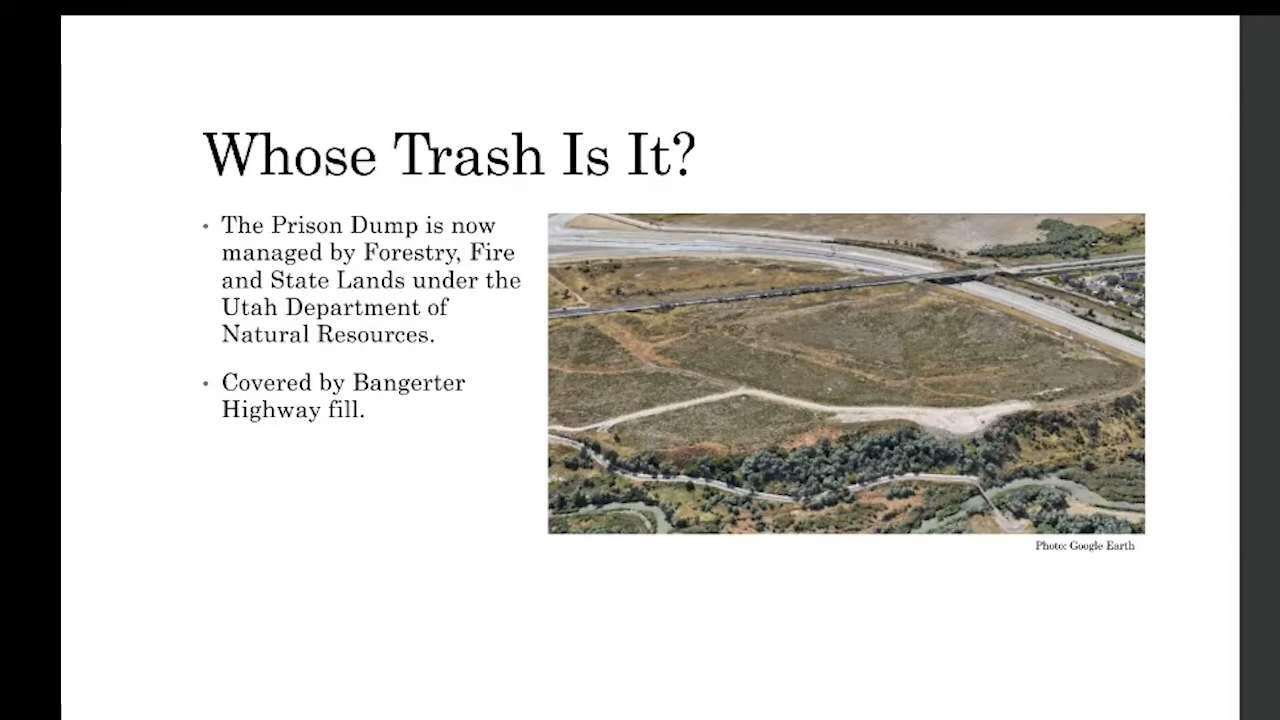 Whose Trash Is It?
• The Prison Dump is now
managed by Forestry, Fire
and State Lands under the
Utah Department of
Natural Resources.
• Covered by Bangerter
Highway fill.
Photo: Google Earth